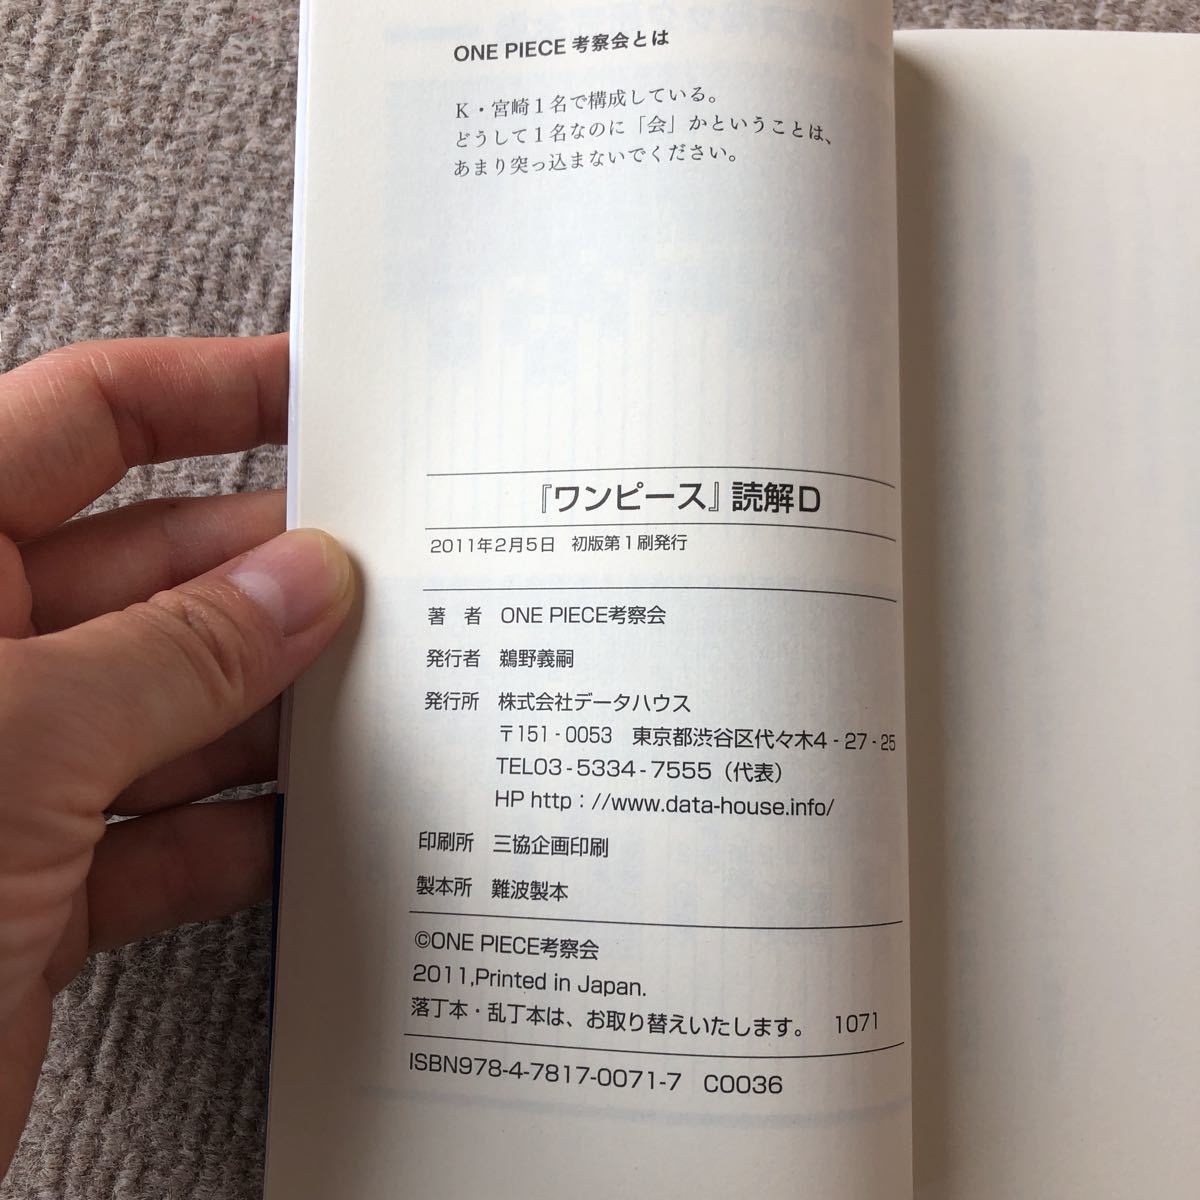 ONE PIECE 考察会とは
K・宮崎1名で構成している。
どうして1名なのに「会」かということは、
あまり突っ込まないでください。
『ワンピース』読解D
2011年2月5日 初版第1刷発行
著 者 ONE PIECE考察会
発行者 鵜野義嗣
発行所 株式会社データハウス
〒151-0053 東京都渋谷区代々木4-27-25
TEL03-5334-7555(代表)
HP http://www.data-house.info/
印刷所 三協企画印刷
製本所 難波製本
©ONE PIECE考察会
2011,Printed in Japan.
落丁本・乱丁本は、お取り替えいたします。 1071
ISBN978-4-7817-0071-7 C0036